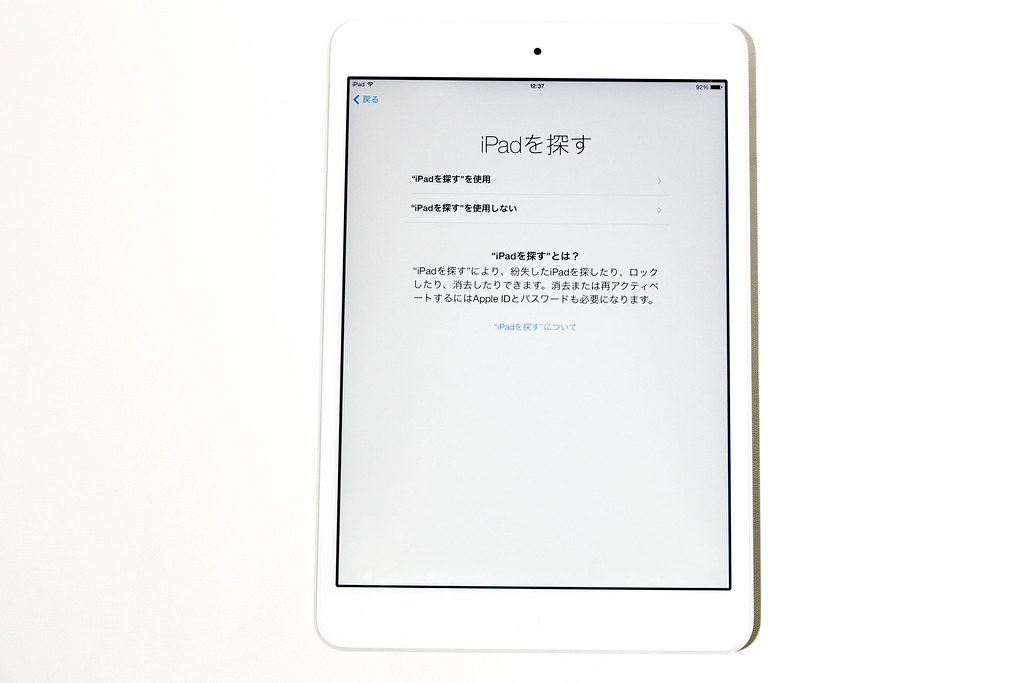 iPad 12:37 92%
戻る
iPadを探す
“iPadを探す”を使用
“iPadを探す”を使用しない
“iPadを探す”とは？
“iPadを探す”により、紛失したiPadを探したり、ロック
したり、消去したりできます。消去または再アクティベ
ートするにはApple IDとパスワードも必要になります。
“iPadを探す”について